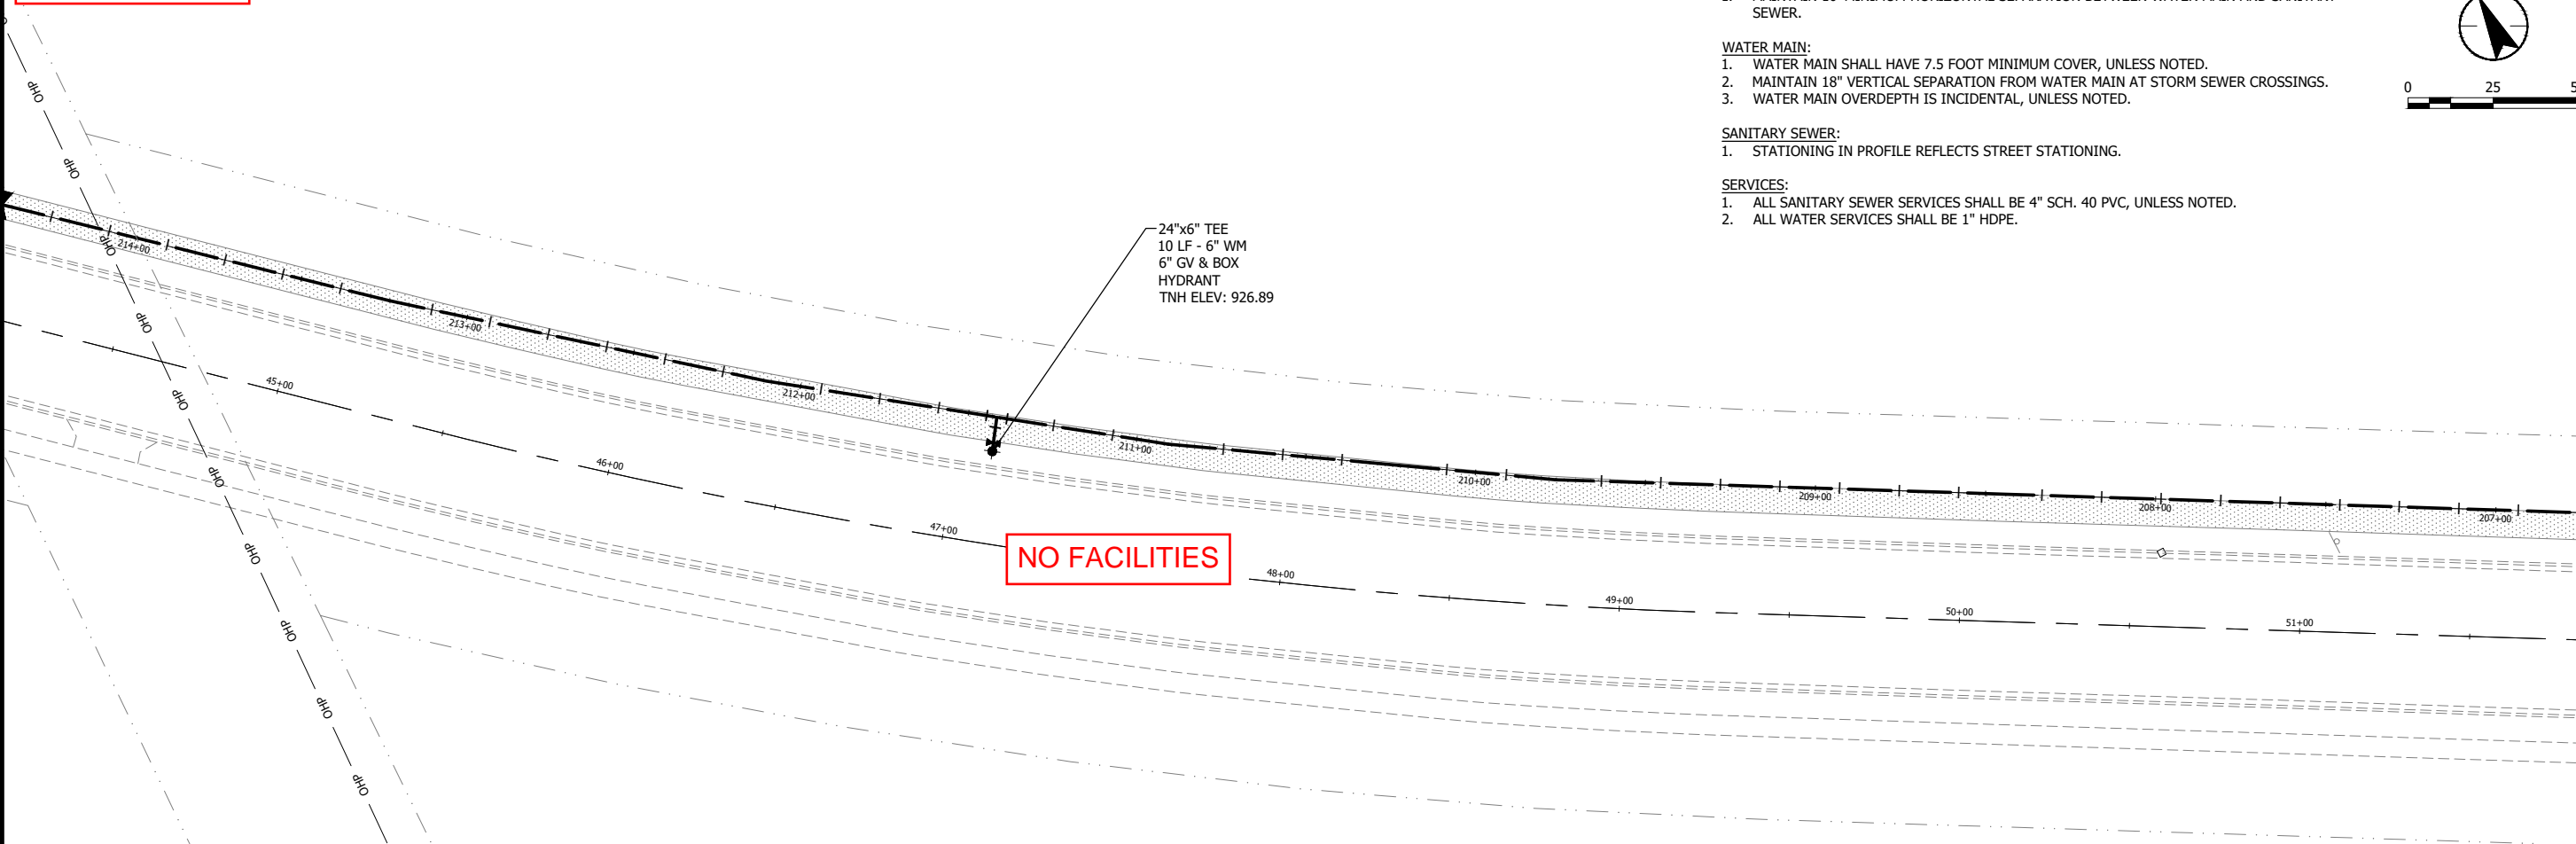 SEWER.
WATER MAIN:
1. WATER MAIN SHALL HAVE 7.5 FOOT MINIMUM COVER, UNLESS NOTED.
2. MAINTAIN 18" VERTICAL SEPARATION FROM WATER MAIN AT STORM SEWER CROSSINGS.
3. WATER MAIN OVERDEPTH IS INCIDENTAL, UNLESS NOTED.
SANITARY SEWER:
1. STATIONING IN PROFILE REFLECTS STREET STATIONING.
SERVICES:
1. ALL SANITARY SEWER SERVICES SHALL BE 4" SCH. 40 PVC, UNLESS NOTED.
2. ALL WATER SERVICES SHALL BE 1" HDPE.
0 25
24"x6" TEE
10 LF - 6" WM
6" GV & BOX
HYDRANT
TNH ELEV: 926.89
OHP
OHP
OHP
OHP
OHP
OHP
OHP
OHP
OHP
OHP
214+00
213+00
212+00
211+00
210+00
209+00
208+00
207+00
45+00
46+00
47+00
48+00
49+00
50+00
51+00
NO FACILITIES